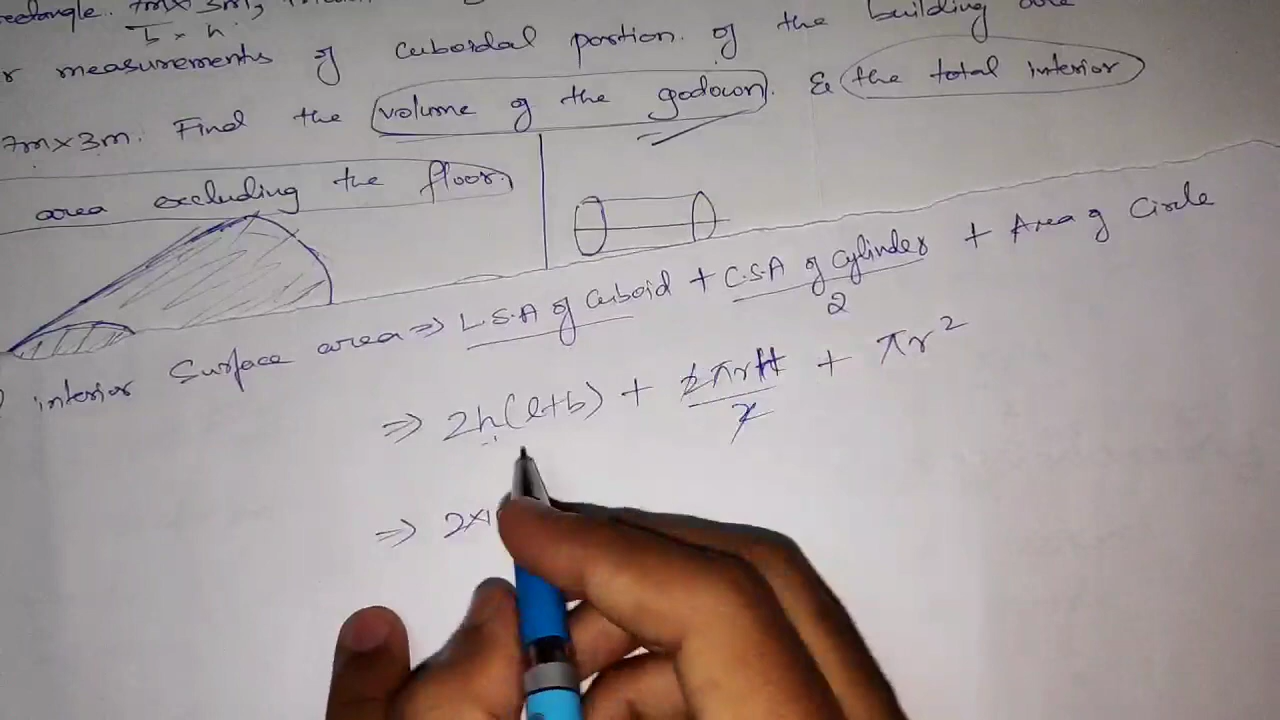 rectangle. 7m x 3m,
b x h
r measurements of cuboidal portion. of the building are
7m x 3m. Find the volume of the godown. & the total interior
area excluding the floor.
interior Surface area ⇒ L.S.A of Cuboid + C.S.A of cylinder/2 + Area of Circle
⇒ 2h(l+b) + 2πrH/2 + πr²
⇒ 2×